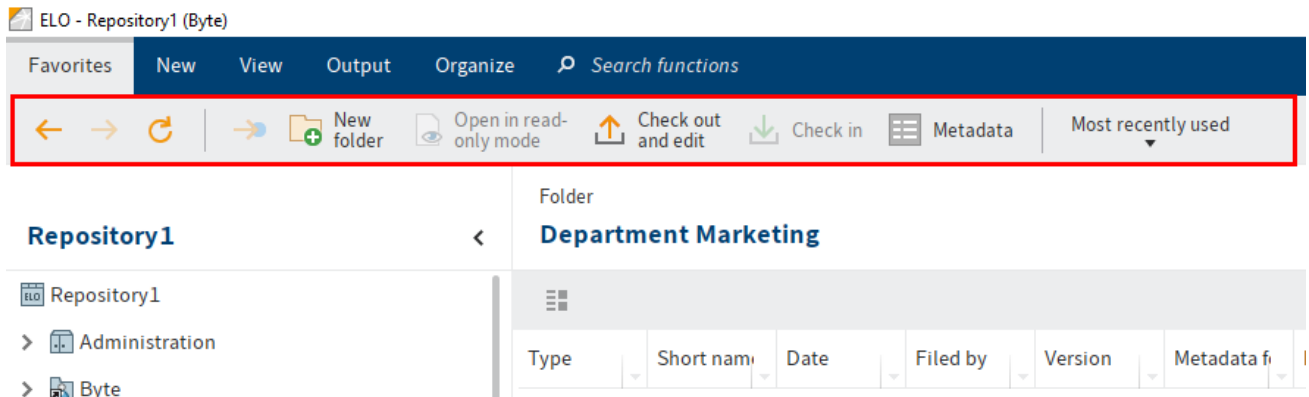 ELO - Repository1 (Byte)
Favorites New View Output Organize Search functions
New folder Open in read-only mode Check out and edit Check in Metadata Most recently used
Folder
Repository1 Department Marketing
ELO Repository1
Administration
Type Short name Date Filed by Version Metadata f
Byte